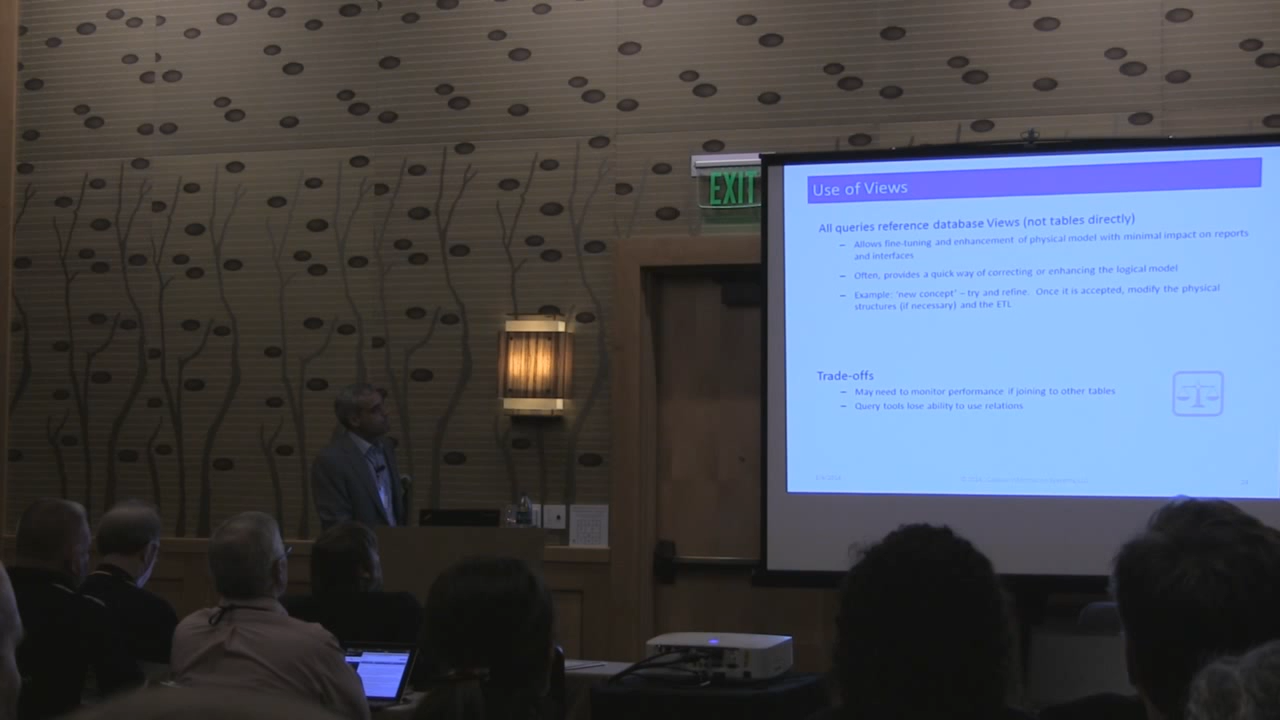 EXIT
Use of Views
All queries reference database Views (not tables directly)
– Allows fine-tuning and enhancement of physical model with minimal impact on reports
and interfaces
– Often, provides a quick way of correcting or enhancing the logical model
– Example: 'new concept' – try and refine. Once it is accepted, modify the physical
structures (if necessary) and the ETL
Trade-offs
– May need to monitor performance if joining to other tables
– Query tools lose ability to use relations